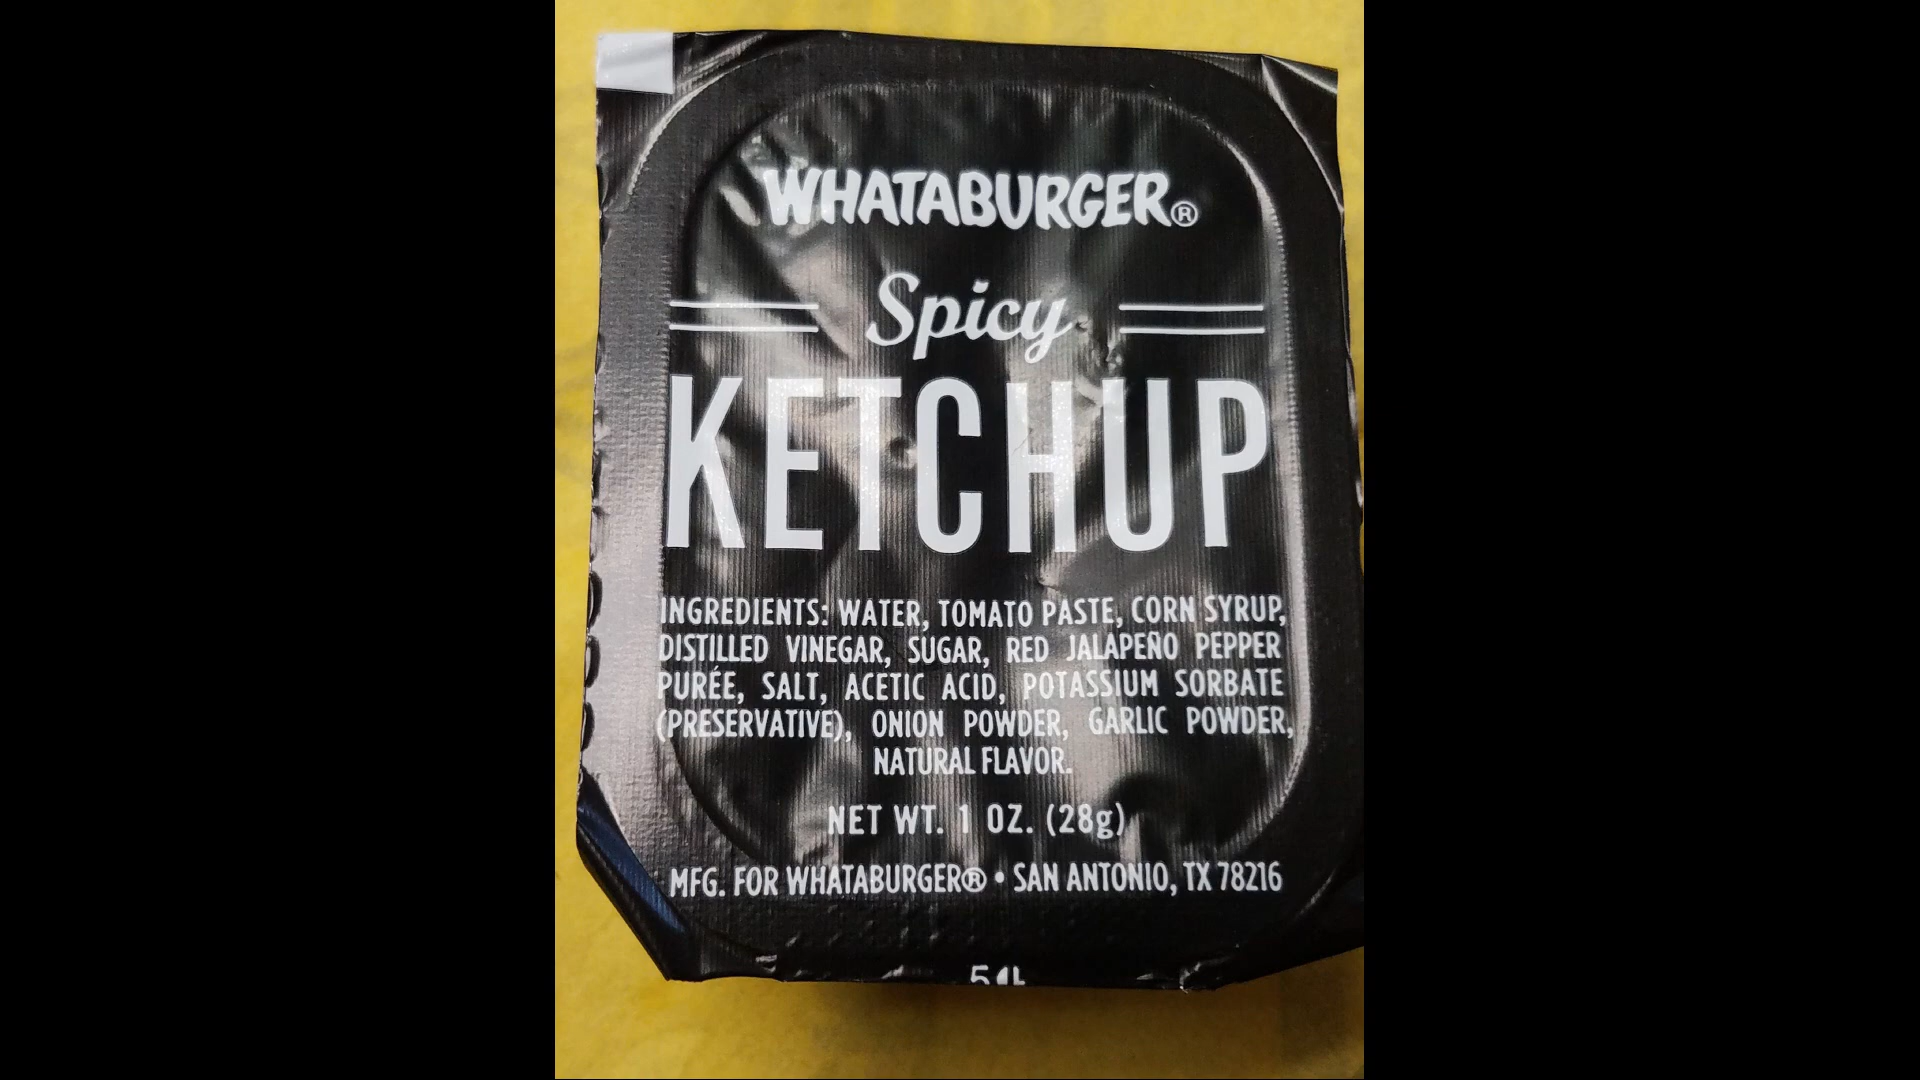 WHATABURGER®
Spicy
KETCHUP
INGREDIENTS: WATER, TOMATO PASTE, CORN SYRUP,
DISTILLED VINEGAR, SUGAR, RED JALAPEÑO PEPPER
PURÉE, SALT, ACETIC ACID, POTASSIUM SORBATE
(PRESERVATIVE), ONION POWDER, GARLIC POWDER,
NATURAL FLAVOR.
NET WT. 1 OZ. (28g)
MFG. FOR WHATABURGER® • SAN ANTONIO, TX 78216